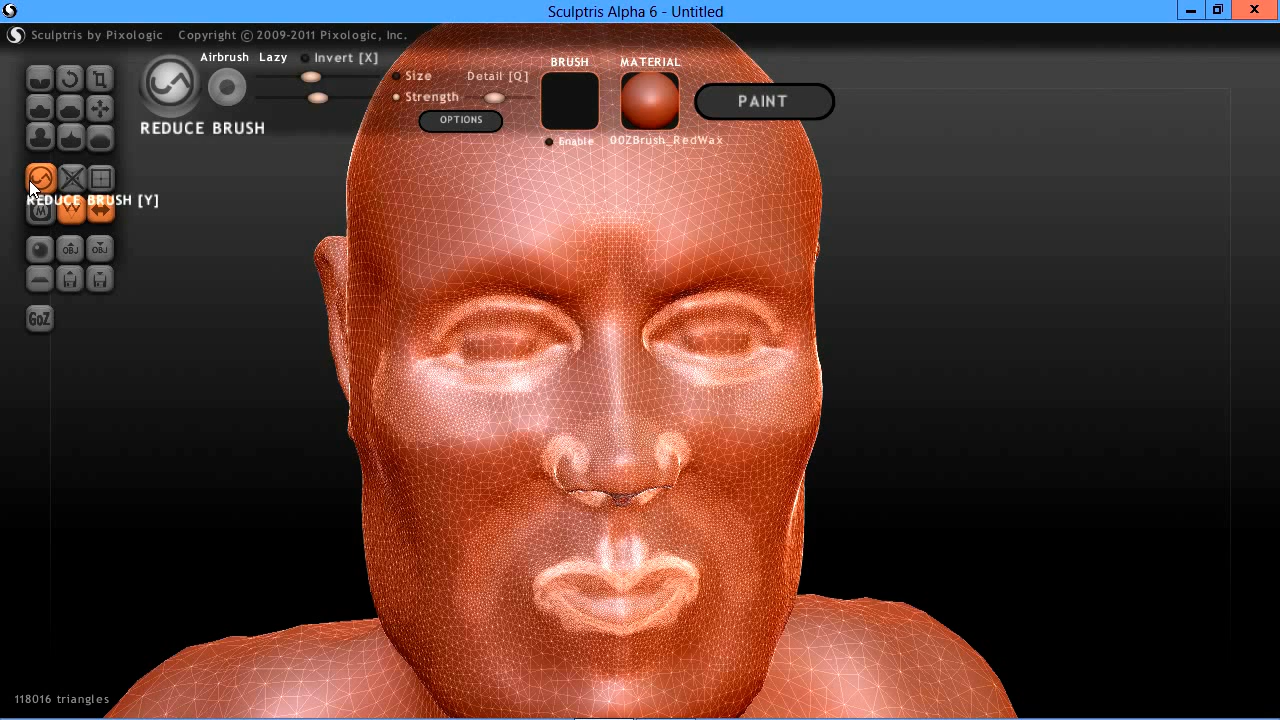 Sculptris Alpha 6 - Untitled
Sculptris by Pixologic Copyright © 2009-2011 Pixologic, Inc.
Airbrush Lazy Invert [X]
BRUSH MATERIAL
Size Detail [Q]
Strength
PAINT
OPTIONS
REDUCE BRUSH
Enable 00ZBrush_RedWax
REDUCE BRUSH [Y]
M
OBJ OBJ
GoZ
118016 triangles